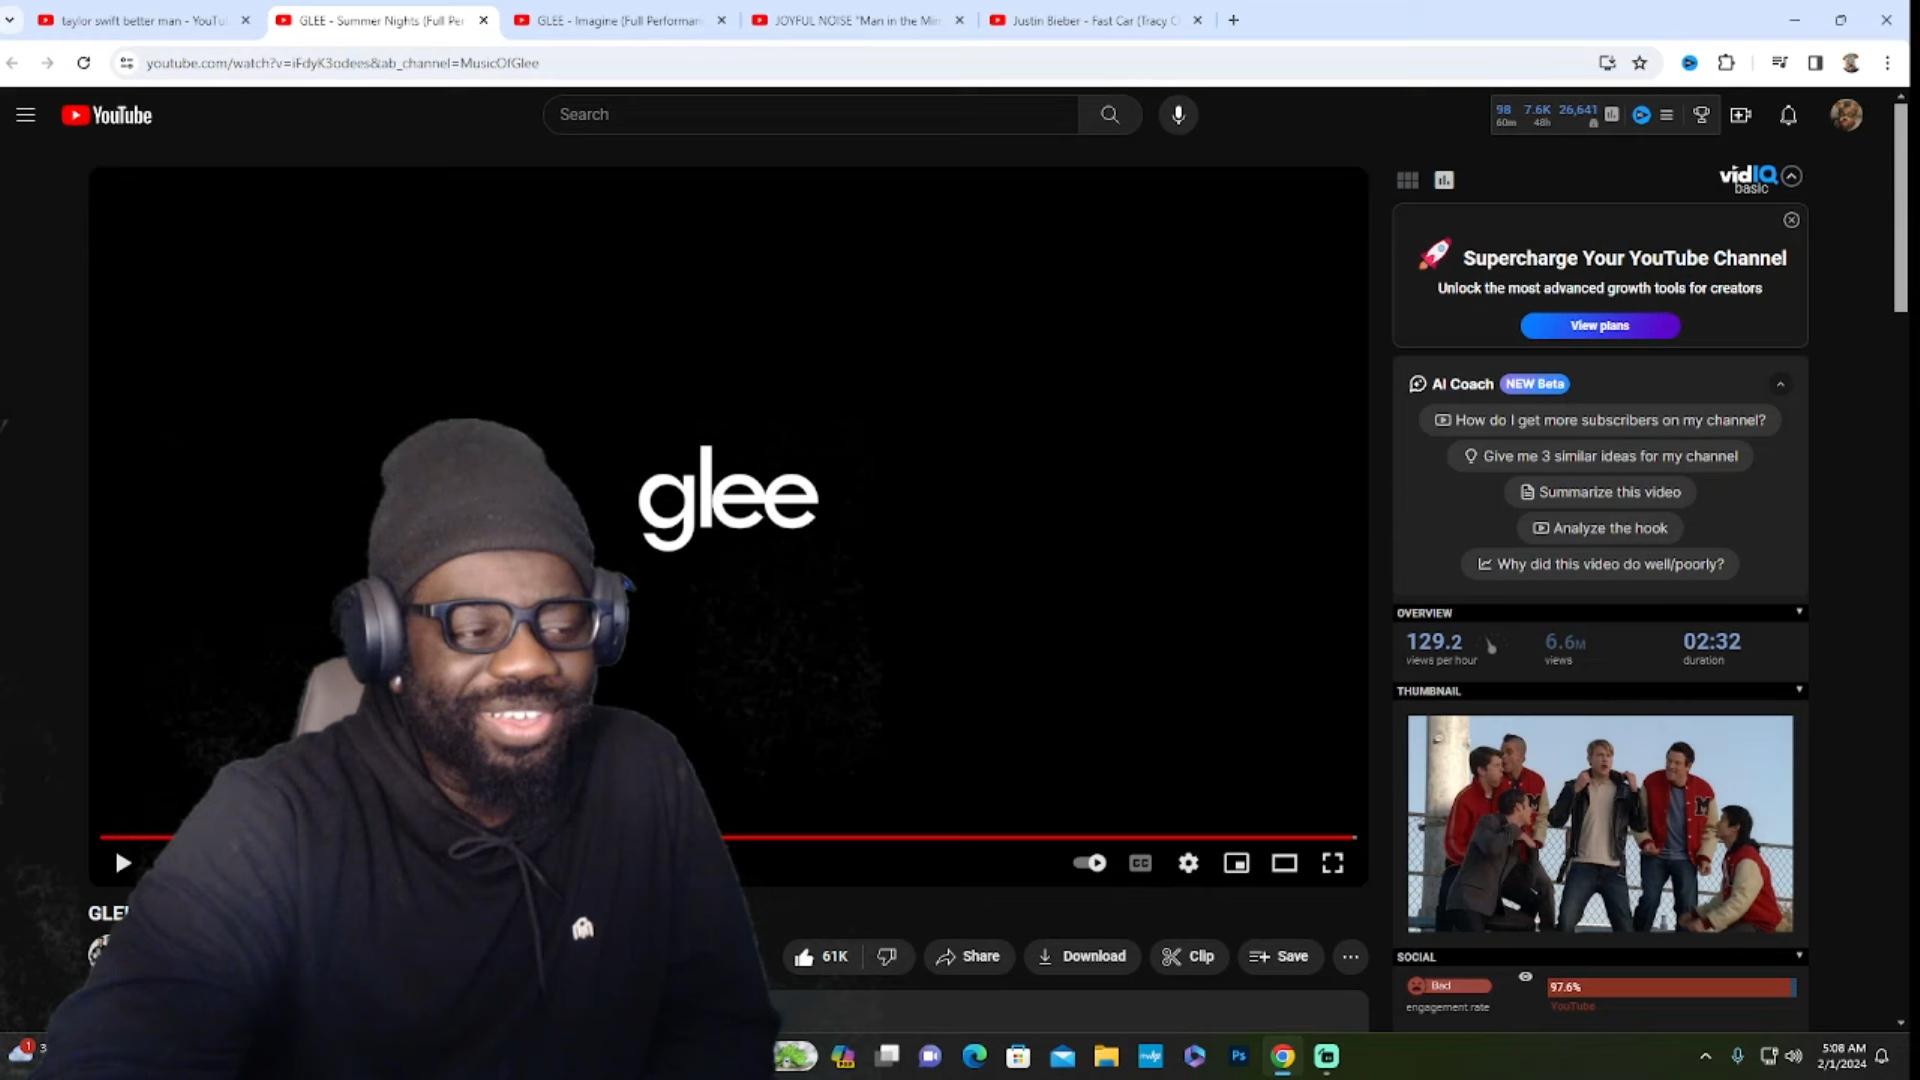 taylor swift better man - YouTu
GLEE - Summer Nights (Full Per
GLEE - Imagine (Full Performan
JOYFUL NOISE "Man in the Mirr
Justin Bieber - Fast Car (Tracy C
youtube.com/watch?v=iFdyK3odees&ab_channel=MusicOfGlee
YouTube
Search
98 7.6K 26,641
60m 48h
vidIQ
basic
Supercharge Your YouTube Channel
Unlock the most advanced growth tools for creators
View plans
AI Coach NEW Beta
How do I get more subscribers on my channel?
Give me 3 similar ideas for my channel
Summarize this video
Analyze the hook
Why did this video do well/poorly?
glee
OVERVIEW
129.2 6.6M 02:32
views per hour views duration
THUMBNAIL
M M
GLE
61K Share Download Clip Save
CC
SOCIAL
Bad 97.6%
engagement rate YouTube
1 3
Ps
5:08 AM
2/1/2024